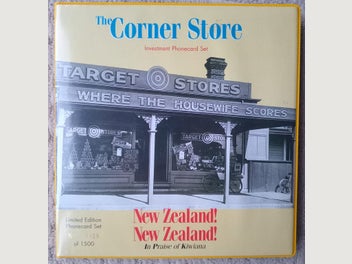 The Corner Store
Investment Phonecard Set
TARGET STORES
WHERE THE HOUSEWIFE SCORES
Limited Edition
Phonecard Set
of 1500
New Zealand!
New Zealand!
In Praise of Kiwiana